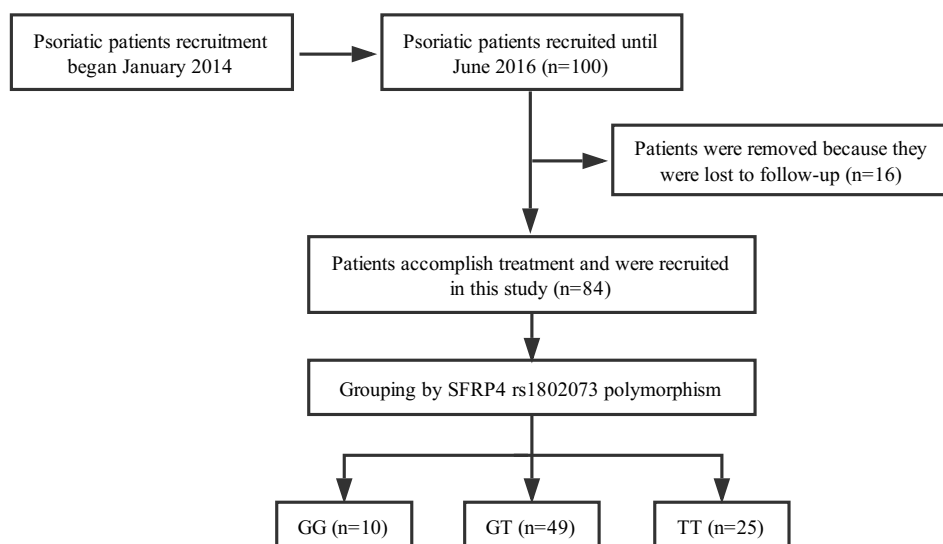 Psoriatic patients recruitment
began January 2014
Psoriatic patients recruited until
June 2016 (n=100)
Patients were removed because they
were lost to follow-up (n=16)
Patients accomplish treatment and were recruited
in this study (n=84)
Grouping by SFRP4 rs1802073 polymorphism
GG (n=10)
GT (n=49)
TT (n=25)